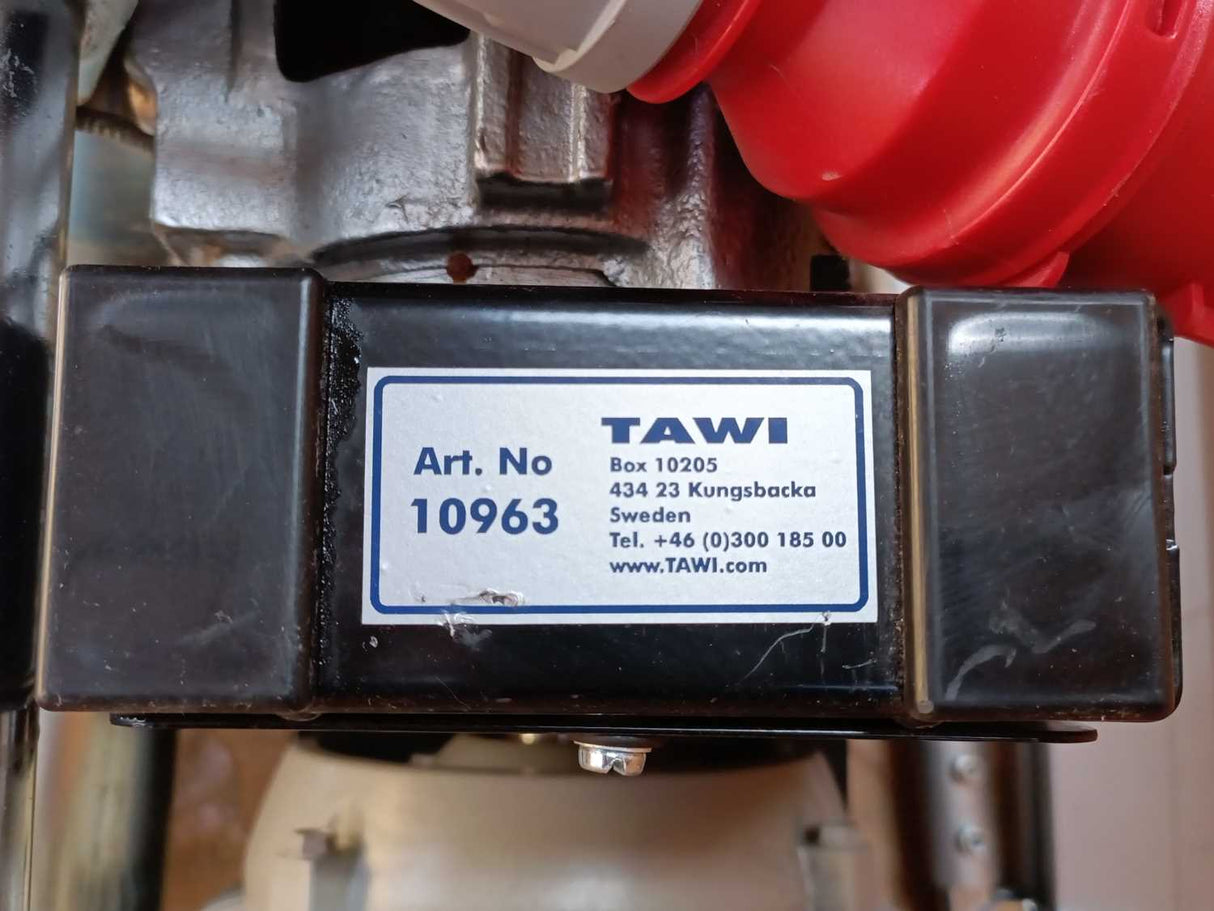 Art. No
10963
TAWI
Box 10205
434 23 Kungsbacka
Sweden
Tel. +46 (0)300 185 00
www.TAWI.com